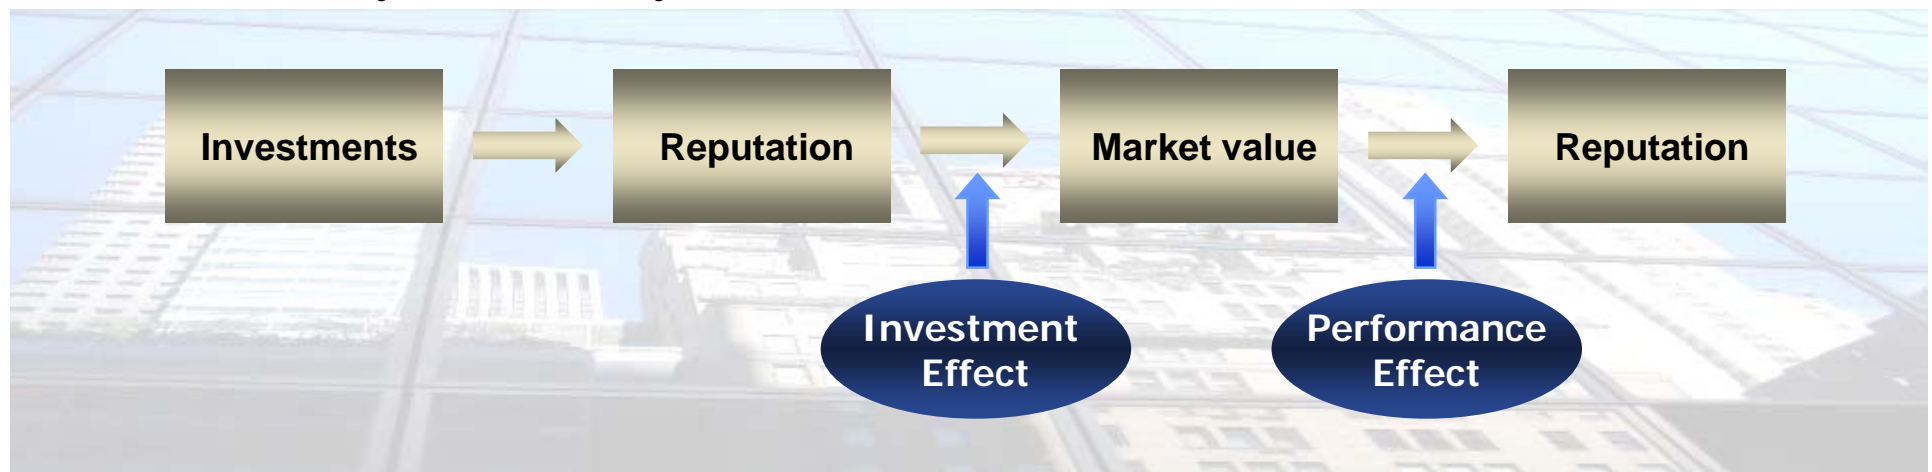 Investments
Reputation
Market value
Reputation
Investment
Effect
Performance
Effect